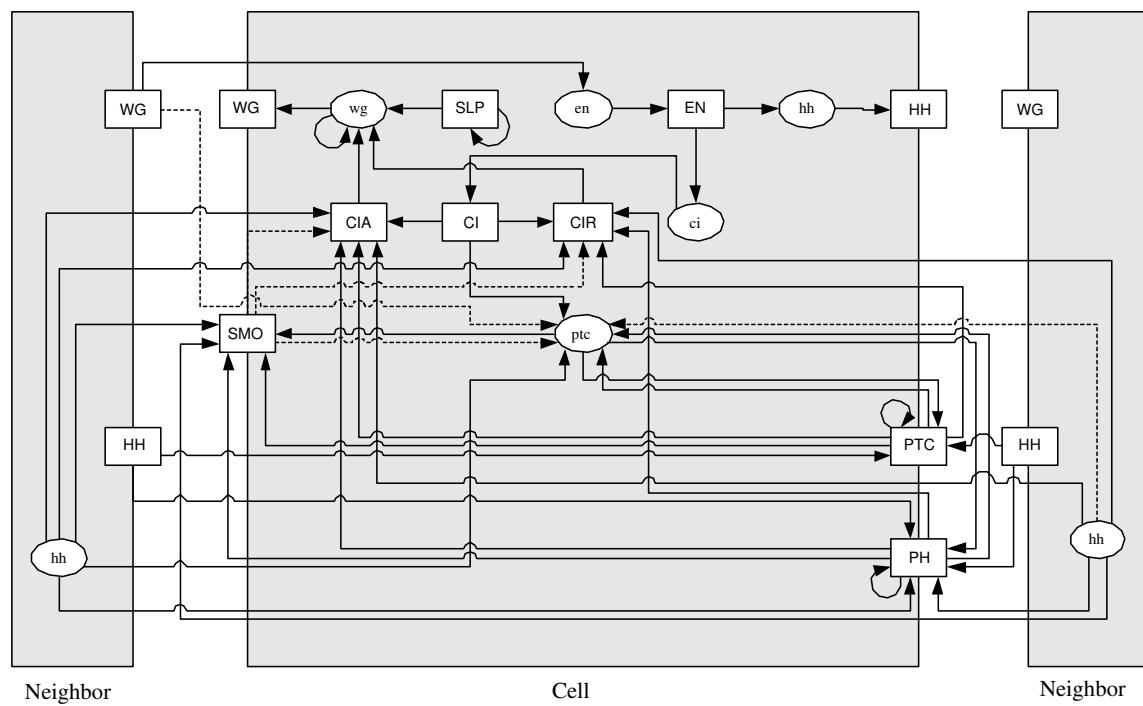 WG
WG
wg
SLP
en
EN
hh
HH
WG
CIA
CI
CIR
ci
SMO
ptc
HH
PTC
HH
hh
PH
hh
Neighbor
Cell
Neighbor